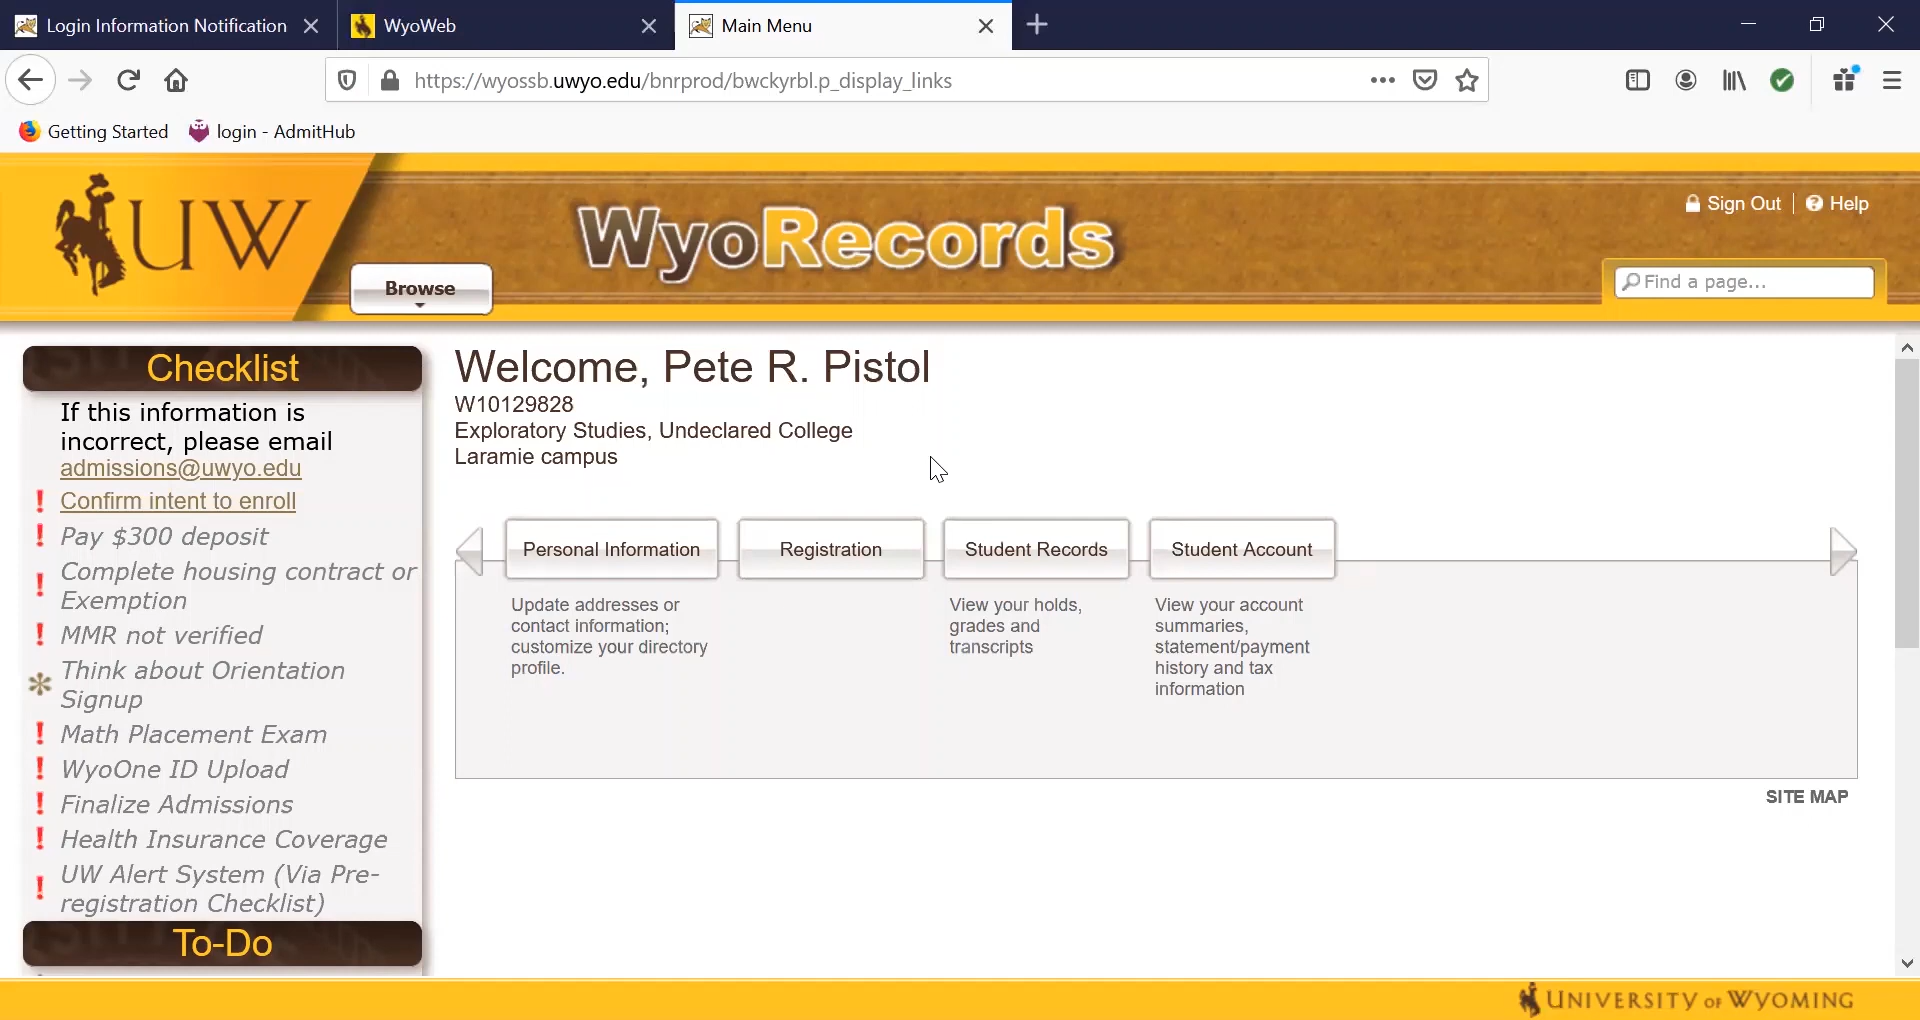 Login Information Notification
WyoWeb
Main Menu
https://wyossb.uwyo.edu/bnrprod/bwckyrbl.p_display_links
Getting Started
login - AdmitHub
UW
WyoRecords
Sign Out
Help
Browse
Find a page...
Checklist
If this information is
incorrect, please email
admissions@uwyo.edu
! Confirm intent to enroll
! Pay $300 deposit
! Complete housing contract or
Exemption
! MMR not verified
* Think about Orientation
Signup
! Math Placement Exam
! WyoOne ID Upload
! Finalize Admissions
! Health Insurance Coverage
! UW Alert System (Via Pre-
registration Checklist)
To-Do
Welcome, Pete R. Pistol
W10129828
Exploratory Studies, Undeclared College
Laramie campus
Personal Information
Update addresses or
contact information;
customize your directory
profile.
Registration
Student Records
View your holds,
grades and
transcripts
Student Account
View your account
summaries,
statement/payment
history and tax
information
SITE MAP
UNIVERSITY OF WYOMING